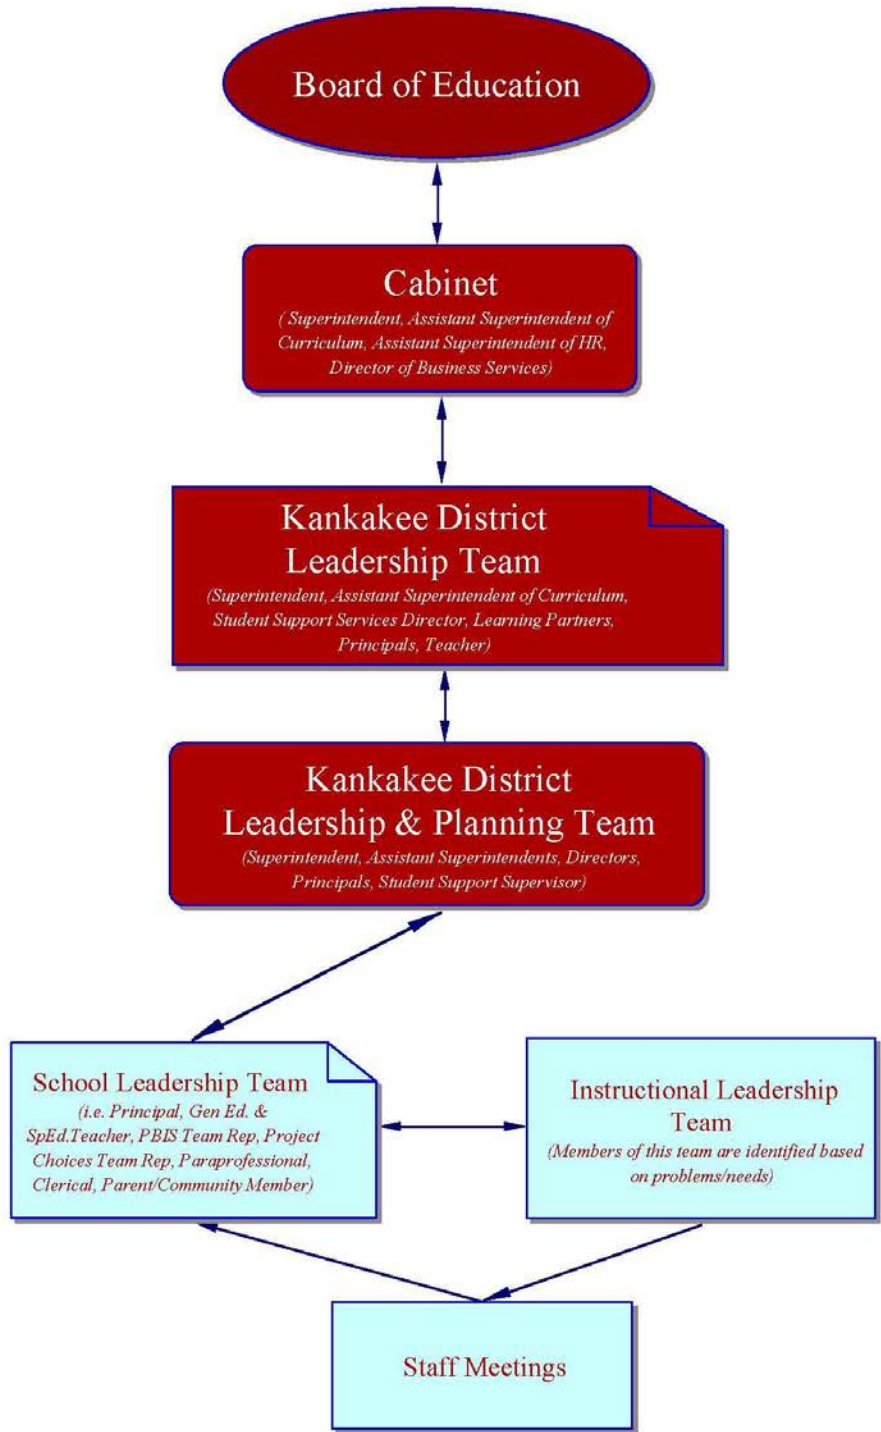 Board of Education
Cabinet
( Superintendent, Assistant Superintendent of
Curriculum, Assistant Superintendent of HR,
Director of Business Services)
Kankakee District
Leadership Team
(Superintendent, Assistant Superintendent of Curriculum,
Student Support Services Director, Learning Partners,
Principals, Teacher)
Kankakee District
Leadership & Planning Team
(Superintendent, Assistant Superintendents, Directors,
Principals, Student Support Supervisor)
School Leadership Team
(i.e. Principal, Gen Ed. &
SpEd.Teacher, PBIS Team Rep, Project
Choices Team Rep, Paraprofessional,
Clerical, Parent/Community Member)
Instructional Leadership
Team
(Members of this team are identified based
on problems/needs)
Staff Meetings